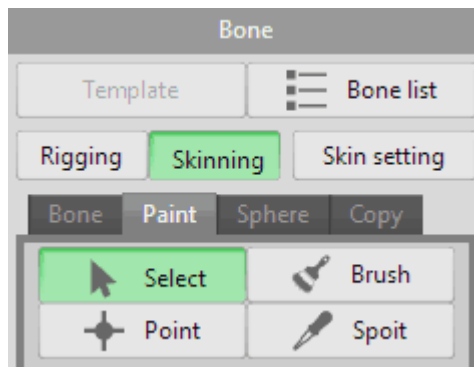 Bone
Template Bone list
Rigging Skinning Skin setting
Bone Paint Sphere Copy
Select Brush
Point Spoit